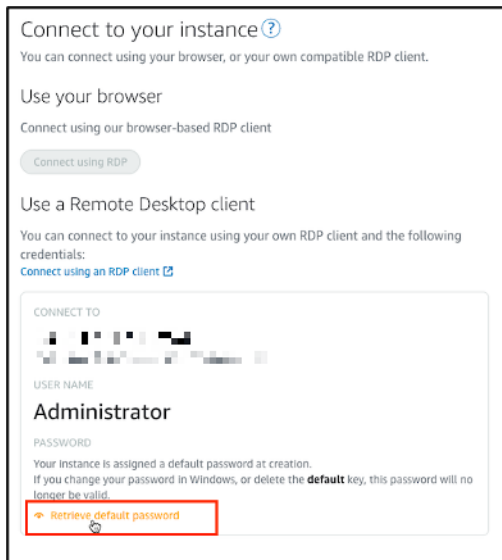 Connect to your instance ?
You can connect using your browser, or your own compatible RDP client.
Use your browser
Connect using our browser-based RDP client
Connect using RDP
Use a Remote Desktop client
You can connect to your instance using your own RDP client and the following
credentials:
Connect using an RDP client
CONNECT TO
USER NAME
Administrator
PASSWORD
Your instance is assigned a default password at creation.
If you change your password in Windows, or delete the default key, this password will no
longer be valid.
Retrieve default password